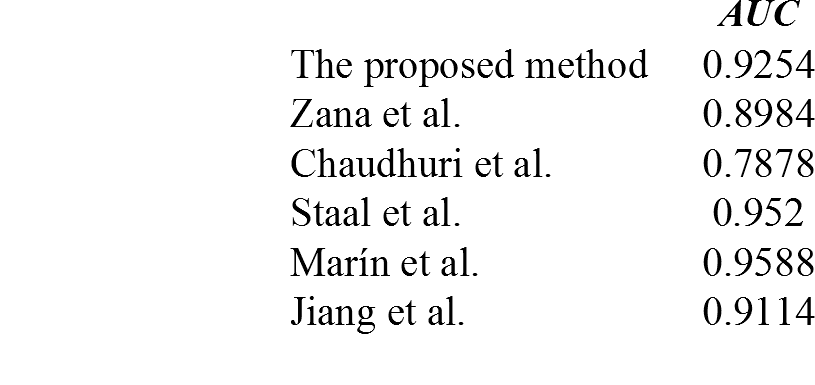 AUC
The proposed method 0.9254
Zana et al. 0.8984
Chaudhuri et al. 0.7878
Staal et al. 0.952
Marín et al. 0.9588
Jiang et al. 0.9114